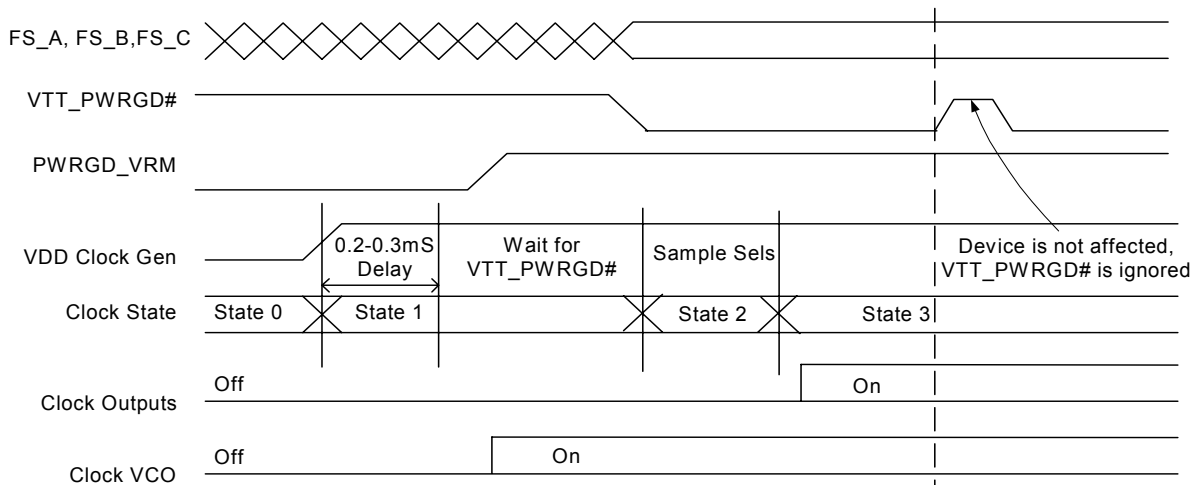 FS_A, FS_B,FS_C
VTT_PWRGD#
PWRGD_VRM
VDD Clock Gen
0.2-0.3mS
Delay
Wait for
VTT_PWRGD#
Sample Sels
Device is not affected,
VTT_PWRGD# is ignored
Clock State
State 0
State 1
State 2
State 3
Clock Outputs
Off
On
Clock VCO
Off
On